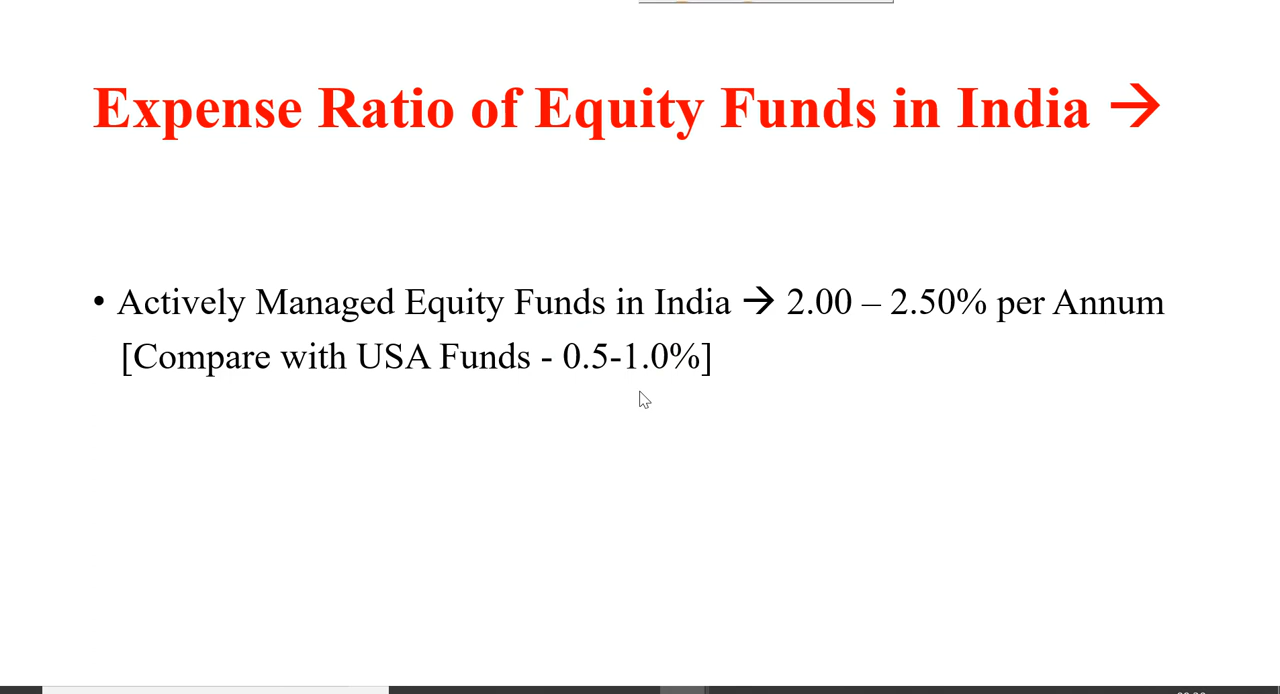 Expense Ratio of Equity Funds in India →
• Actively Managed Equity Funds in India → 2.00 – 2.50% per Annum
[Compare with USA Funds - 0.5-1.0%]